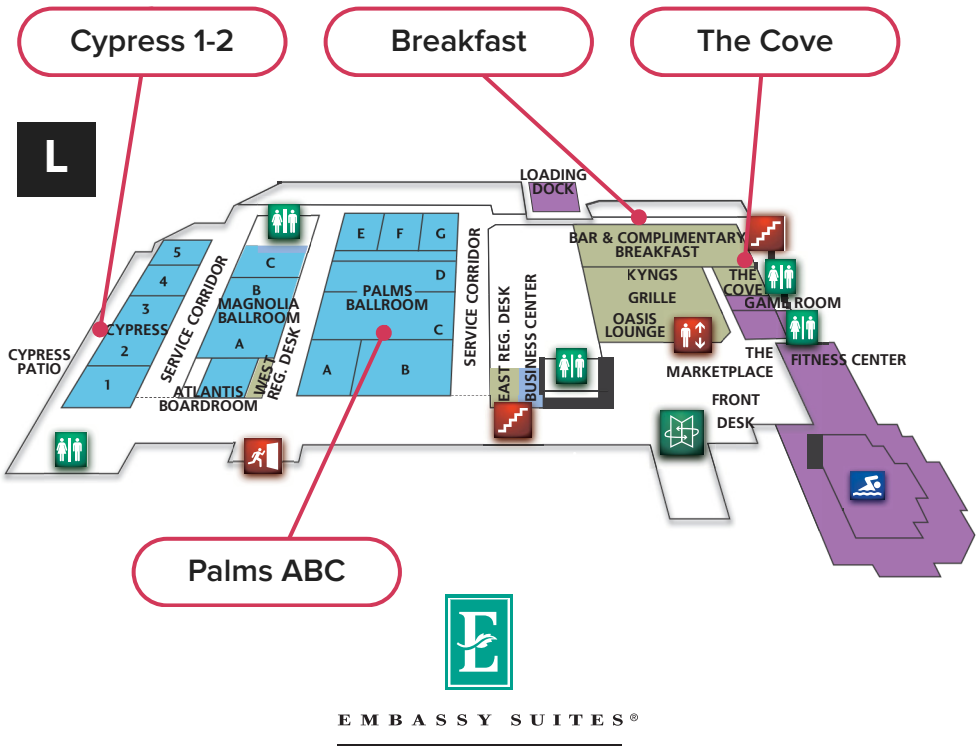 Cypress 1-2
Breakfast
The Cove
L
LOADING
DOCK
5
4
3
CYPRESS
2
1
CYPRESS
PATIO
SERVICE CORRIDOR
C
B
MAGNOLIA
BALLROOM
A
ATLANTIS
BOARDROOM
WEST
REG. DESK
E
F
G
D
PALMS
BALLROOM
C
A
B
SERVICE CORRIDOR
EAST REG. DESK
BUSINESS CENTER
BAR & COMPLIMENTARY
BREAKFAST
KYNGS
GRILLE
OASIS
LOUNGE
THE
COVE
GAME ROOM
THE
MARKETPLACE
FITNESS CENTER
FRONT
DESK
Palms ABC
E
EMBASSY SUITES®